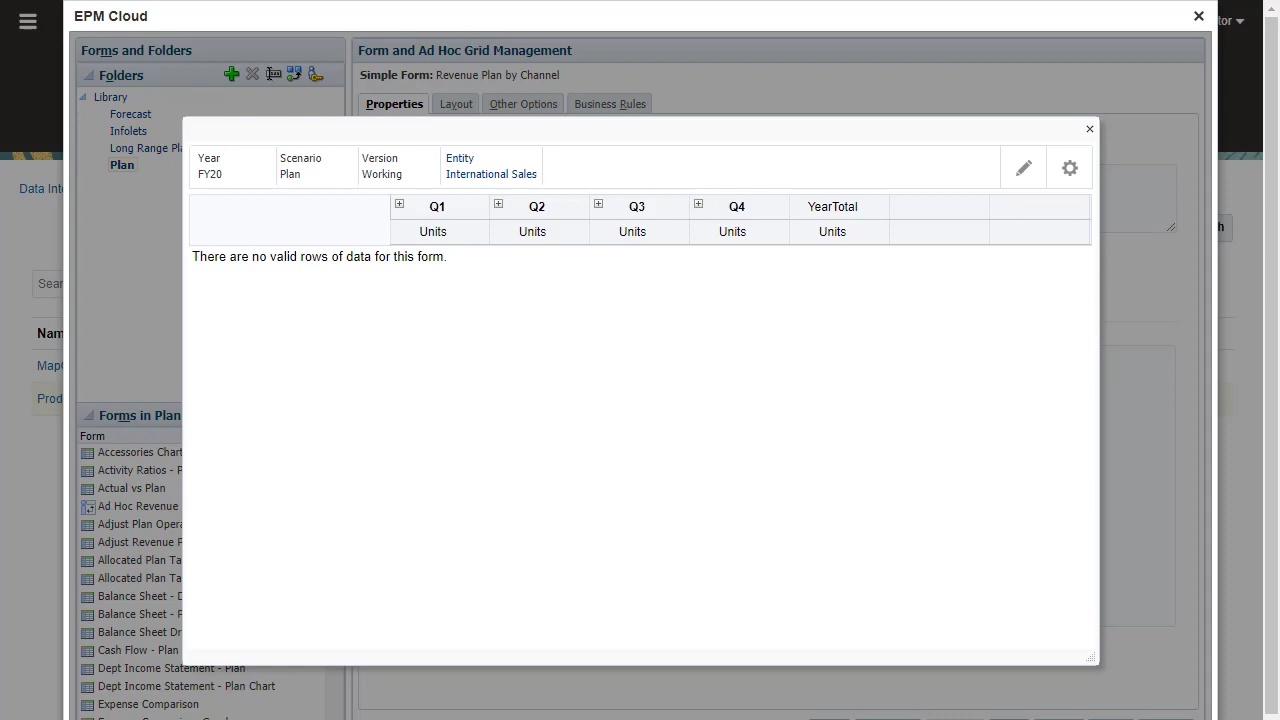 EPM Cloud
tor
Forms and Folders
Folders
Library
Forecast
Infolets
Long Range Pla
Plan
Form and Ad Hoc Grid Management
Simple Form: Revenue Plan by Channel
Properties
Layout
Other Options
Business Rules
Year
FY20
Scenario
Plan
Version
Working
Entity
International Sales
Q1
Q2
Q3
Q4
YearTotal
Units
Units
Units
Units
Units
There are no valid rows of data for this form.
Data Int
h
Sear
Nam
MapC
Prod
Forms in Plan
Form
Accessories Chart
Activity Ratios - P
Actual vs Plan
Ad Hoc Revenue
Adjust Plan Opera
Adjust Revenue P
Allocated Plan Ta
Allocated Plan Ta
Balance Sheet - D
Balance Sheet - P
Balance Sheet Dr
Cash Flow - Plan
Dept Income Statement - Plan
Dept Income Statement - Plan Chart
Expense Comparison